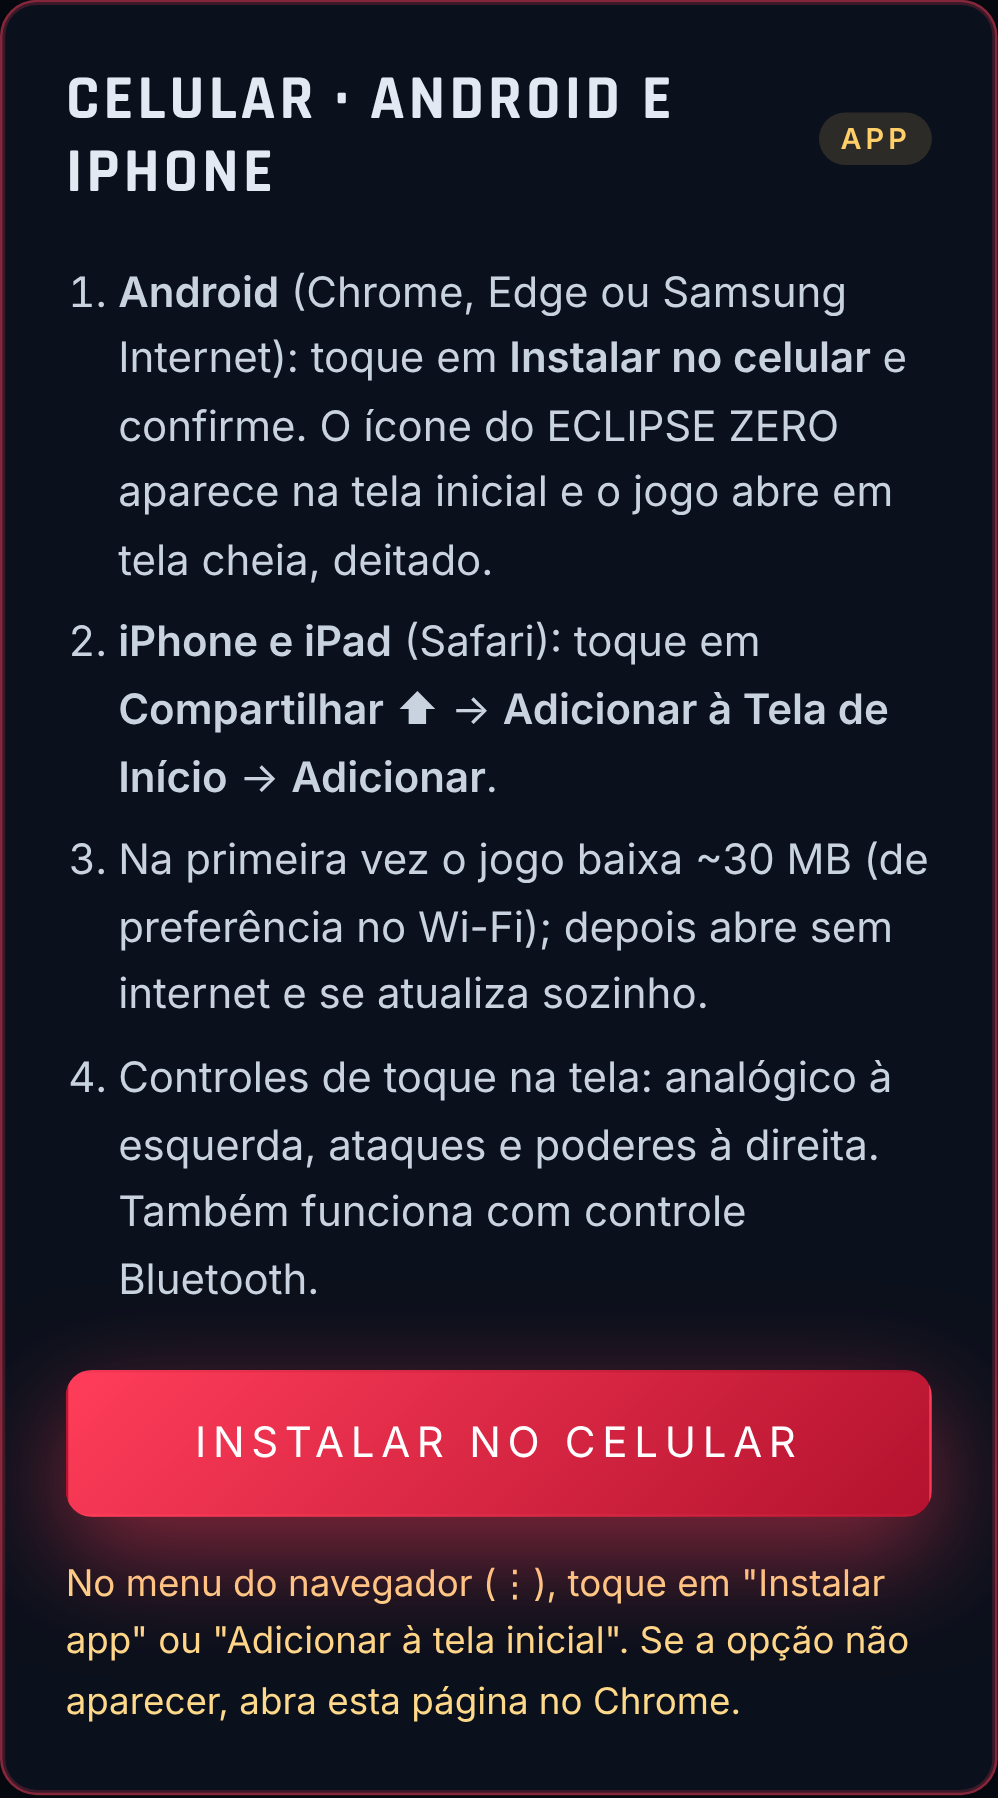 CELULAR · ANDROID E
IPHONE
APP
1. Android (Chrome, Edge ou Samsung
Internet): toque em Instalar no celular e
confirme. O ícone do ECLIPSE ZERO
aparece na tela inicial e o jogo abre em
tela cheia, deitado.
2. iPhone e iPad (Safari): toque em
Compartilhar ⬆ → Adicionar à Tela de
Início → Adicionar.
3. Na primeira vez o jogo baixa ~30 MB (de
preferência no Wi-Fi); depois abre sem
internet e se atualiza sozinho.
4. Controles de toque na tela: analógico à
esquerda, ataques e poderes à direita.
Também funciona com controle
Bluetooth.
INSTALAR NO CELULAR
No menu do navegador (⋮), toque em "Instalar
app" ou "Adicionar à tela inicial". Se a opção não
aparecer, abra esta página no Chrome.